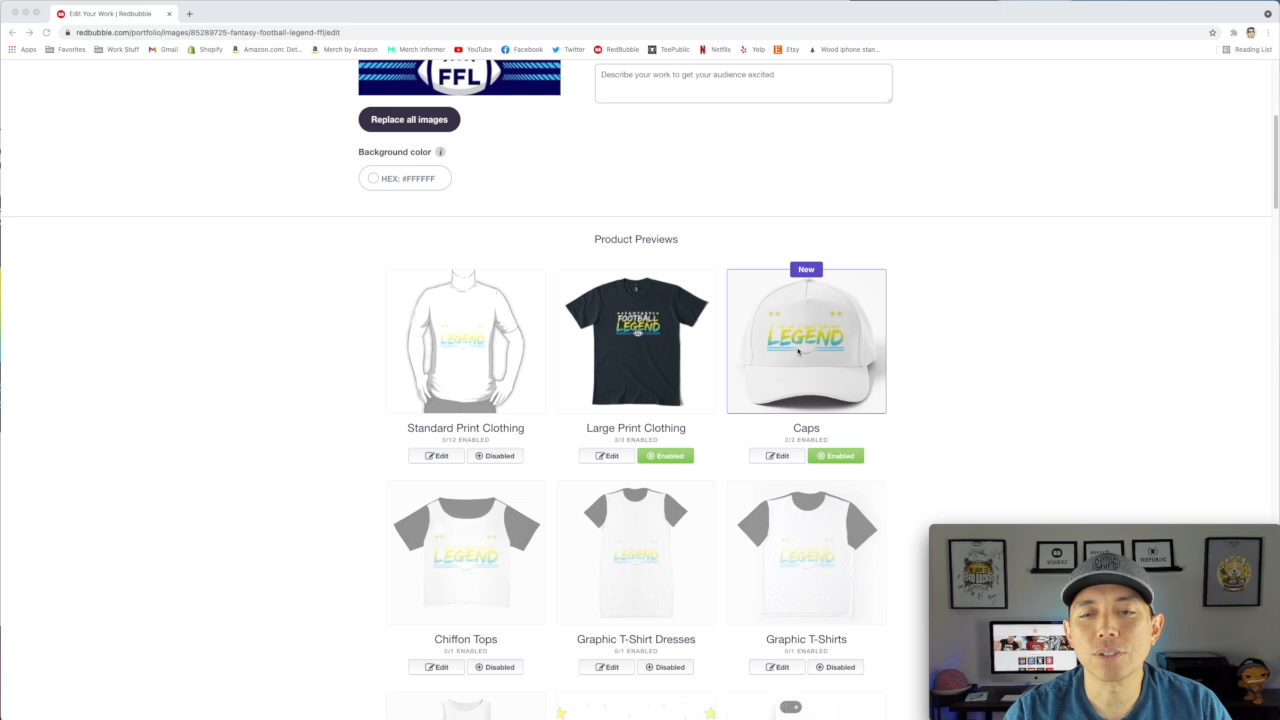 Edit Your Work | Redbubble
redbubble.com/portfolio/images/85289725-fantasy-football-legend-ffl/edit
Apps Favorites Work Stuff Gmail Shopify Amazon.com: Det... Merch by Amazon Merch Informer YouTube Facebook Twitter RedBubble TeePublic Netflix Yelp Etsy Wood iphone stan... Reading List
FFL
Describe your work to get your audience excited
Replace all images
Background color
HEX: #FFFFFF
Product Previews
New
LEGEND
FANTASY
FOOTBALL
LEGEND
LEGEND
Standard Print Clothing Large Print Clothing Caps
0/12 ENABLED 3/3 ENABLED 2/2 ENABLED
Edit Disabled Edit Enabled Edit Enabled
LEGEND LEGEND LEGEND
TEEPUBLIC
Chiffon Tops Graphic T-Shirt Dresses Graphic T-Shirts
0/1 ENABLED 0/1 ENABLED 0/1 ENABLED
Edit Disabled Edit Disabled Edit Disabled